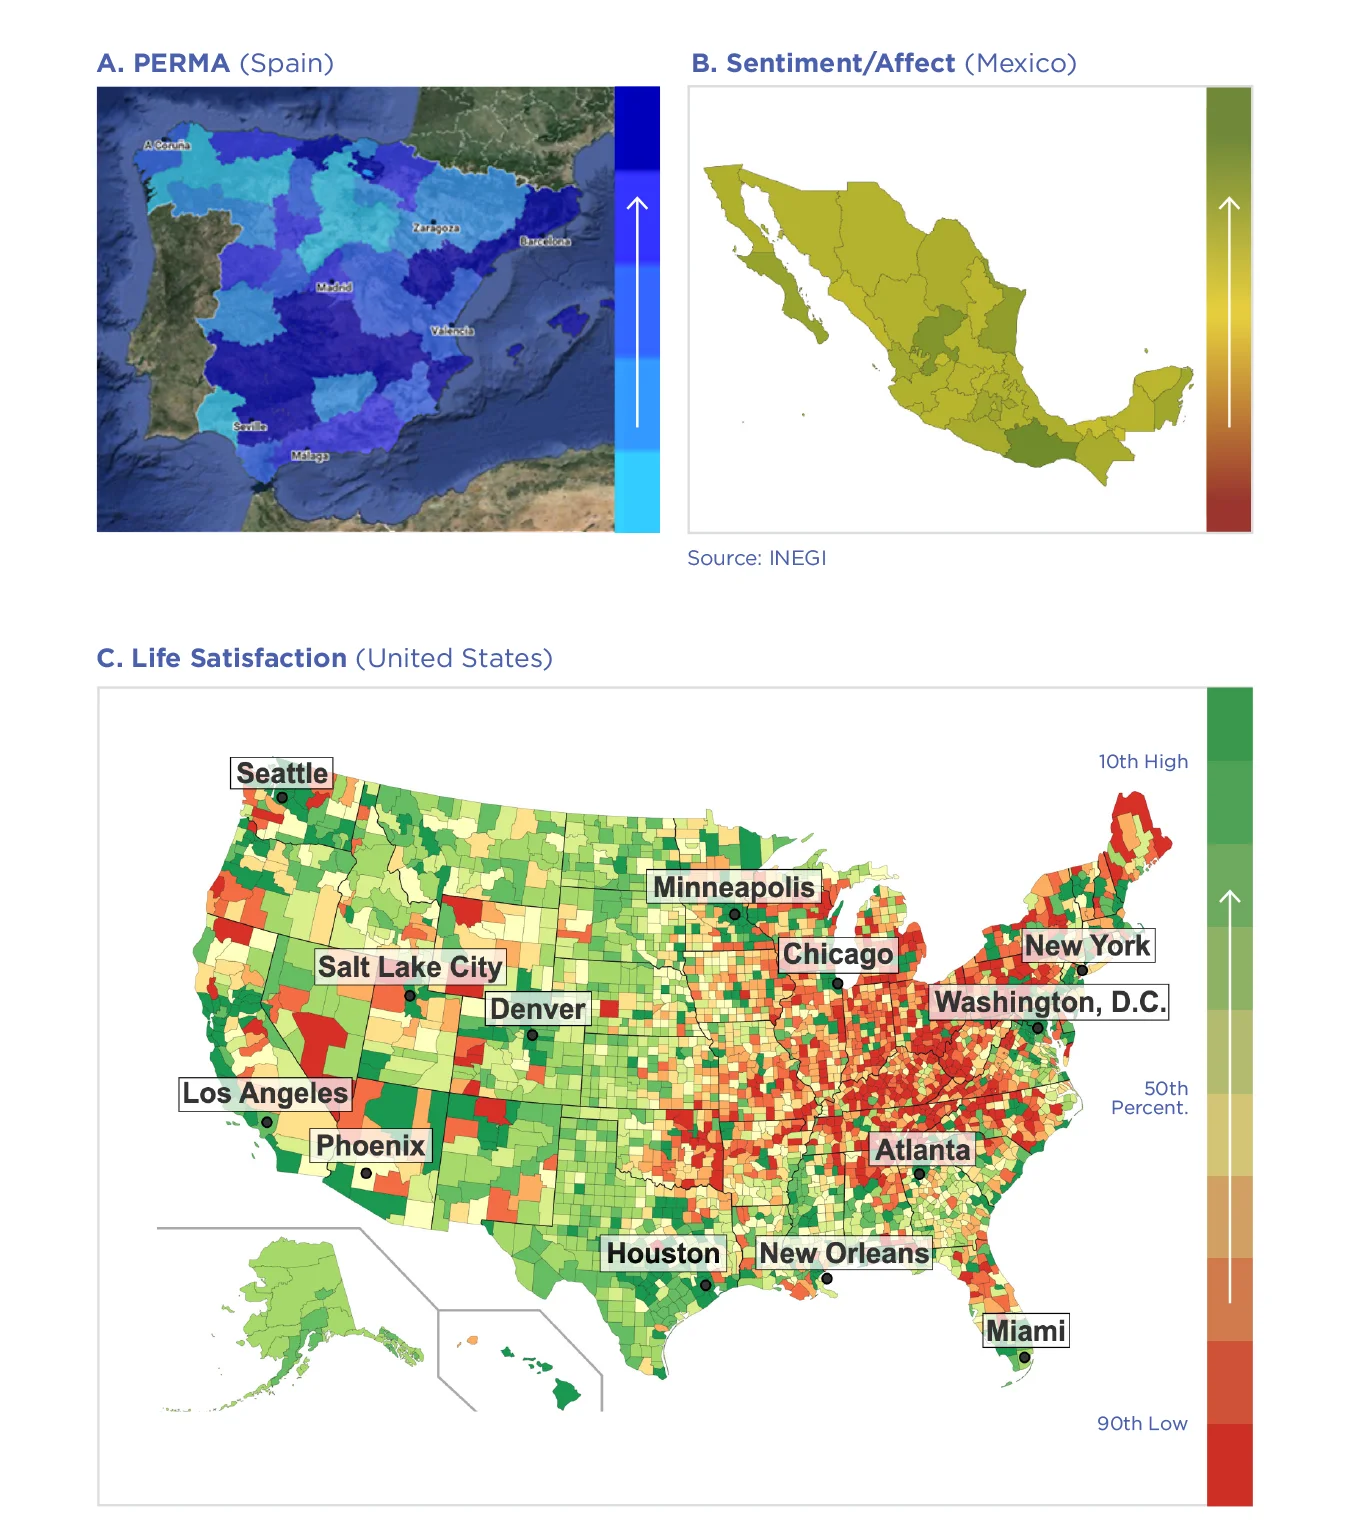 A. PERMA (Spain)
A Coruña
Zaragoza
Barcelona
Madrid
Valencia
Seville
Málaga
B. Sentiment/Affect (Mexico)
Source: INEGI
C. Life Satisfaction (United States)
10th High
Seattle
Minneapolis
Chicago
New York
Salt Lake City
Denver
Washington, D.C.
Los Angeles
50th
Percent.
Phoenix
Atlanta
Houston
New Orleans
Miami
90th Low